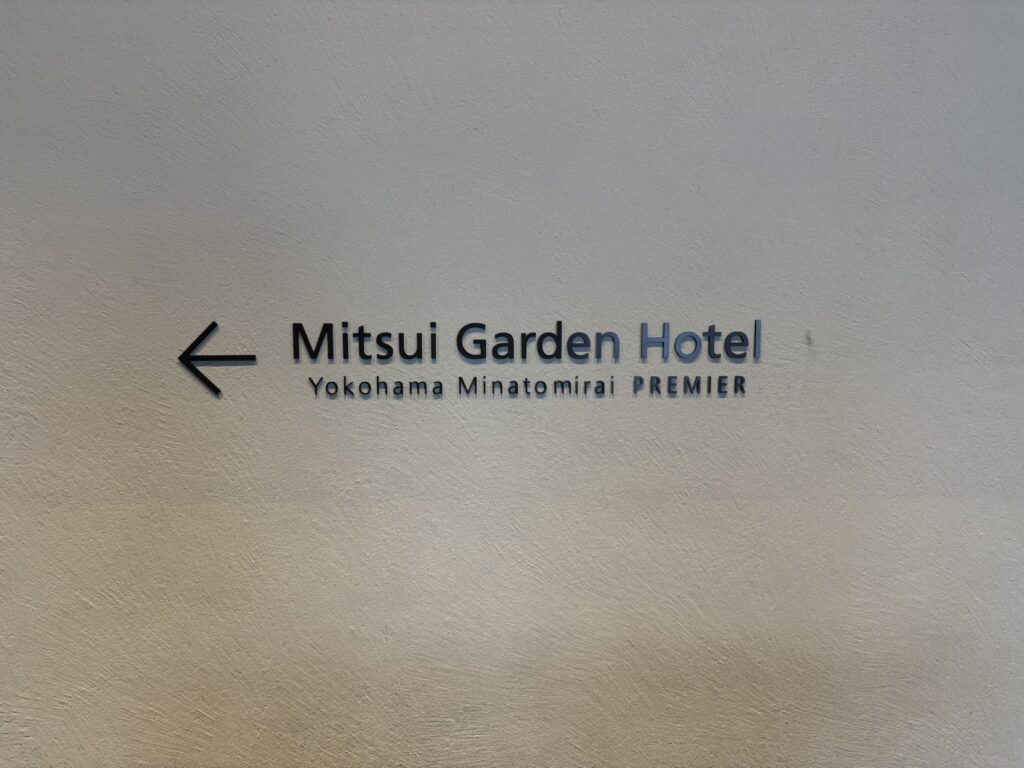 ← Mitsui Garden Hotel
Yokohama Minatomirai PREMIER